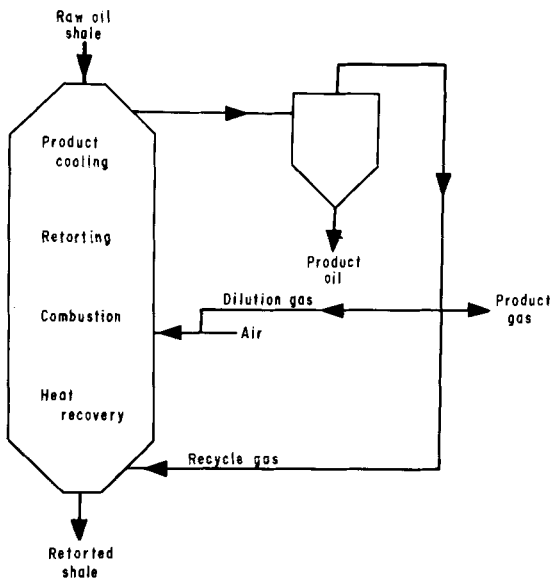 Raw oil
shale
Product
cooling
Retorting
Combustion
Heat
recovery
Retorted
shale
Product
oil
Dilution gas
Air
Product
gas
Recycle gas